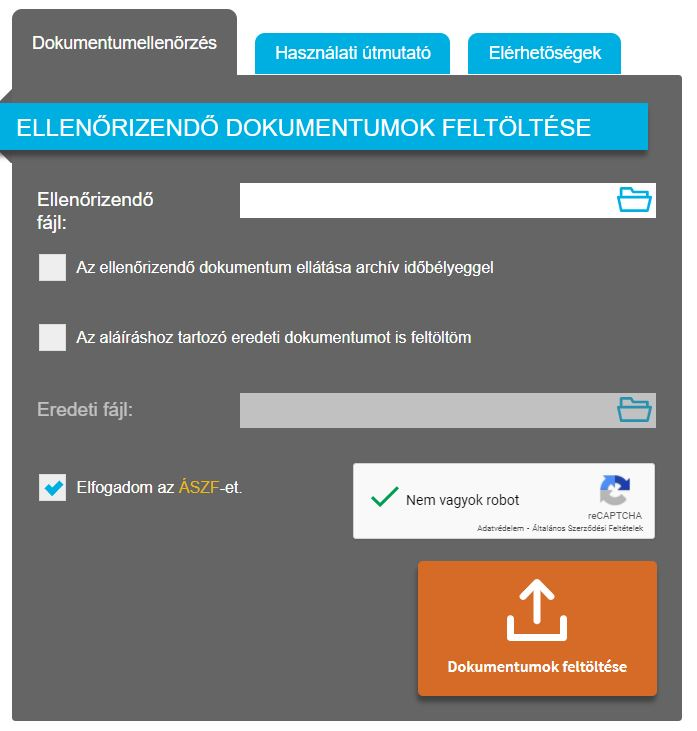 Dokumentumellenőrzés
Használati útmutató
Elérhetőségek
ELLENŐRIZENDŐ DOKUMENTUMOK FELTÖLTÉSE
Ellenőrizendő
fájl:
Az ellenőrizendő dokumentum ellátása archív időbélyeggel
Az aláíráshoz tartozó eredeti dokumentumot is feltöltöm
Eredeti fájl:
Elfogadom az ÁSZF-et.
Nem vagyok robot
reCAPTCHA
Adatvédelem - Általános Szerződési Feltételek
Dokumentumok feltöltése